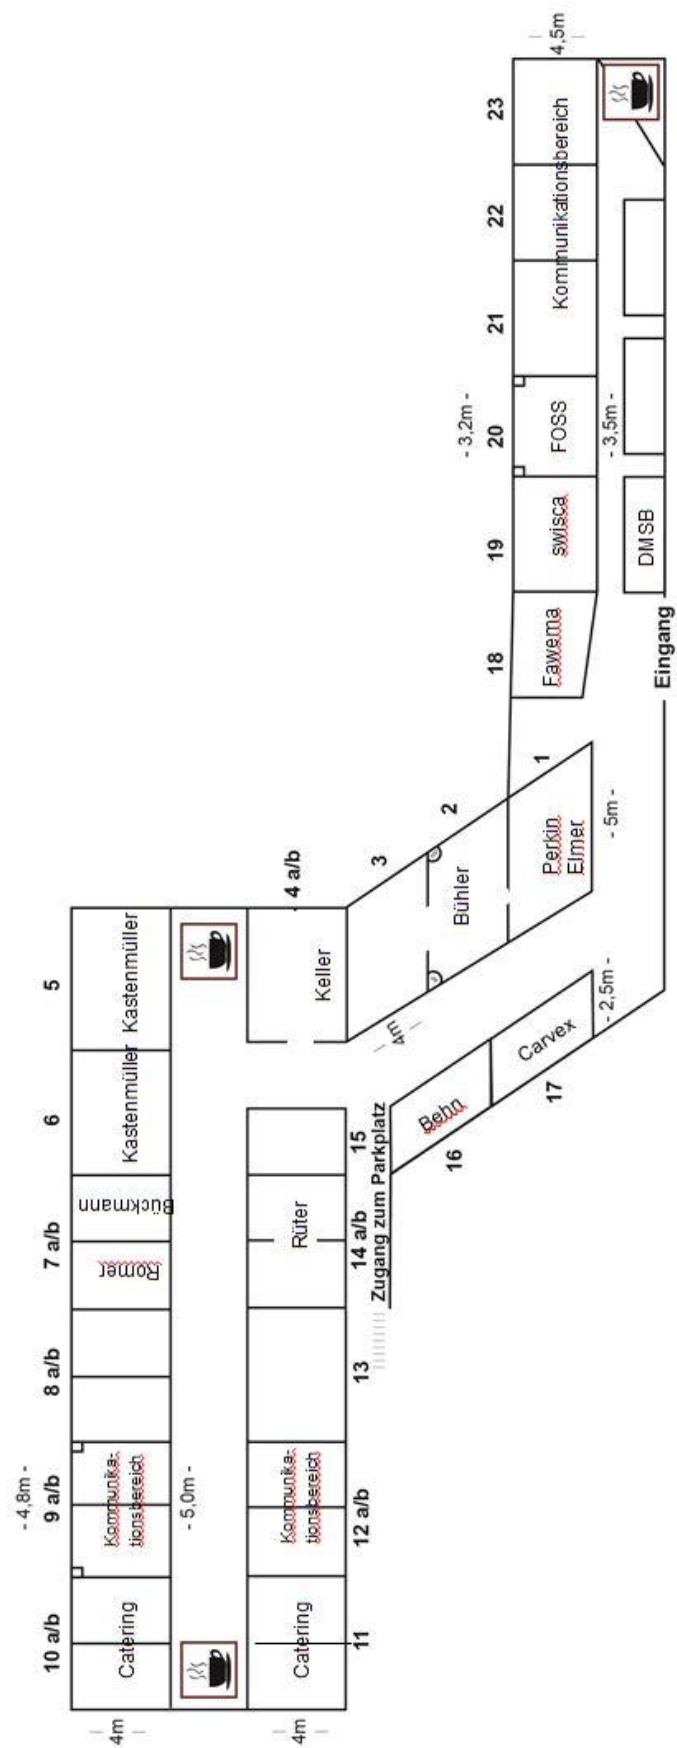 - 4,8m -
10 a/b
9 a/b
8 a/b
7 a/b
6
5
4m
Catering
Kommunika-
tionsbereich
Romer
Bückmann
Kastenmüller
Kastenmüller
- 5,0m -
4m
Catering
Kommunika-
tionsbereich
Rüter
Keller
4 a/b
11
12 a/b
13
14 a/b
15
Zugang zum Parkplatz
4m
3
2
Bühler
1
Perkin
Elmer
- 5m -
Behn
16
Carvex
17
- 2,5m -
- 3,2m -
18
19
20
21
22
23
Fawema
swisca
FOSS
Kommunikationsbereich
4,5m
- 3,5m -
DMSB
Eingang